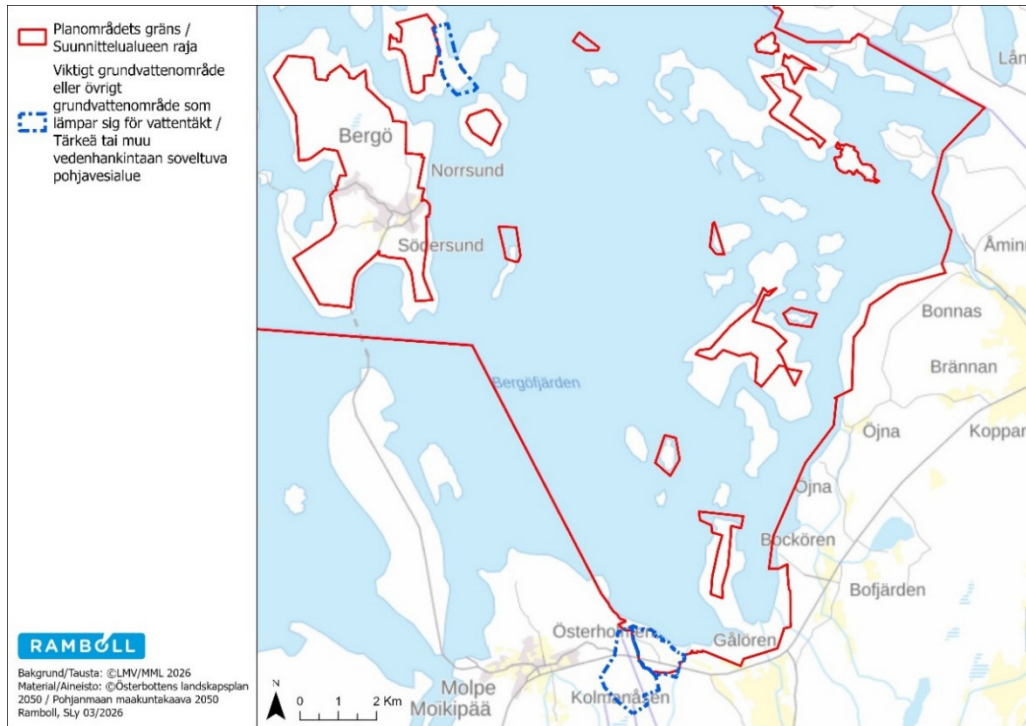 Planområdets gräns /
Suunnittelualueen raja
Viktigt grundvattenområde
eller övrigt
grundvattenområde som
lämpar sig för vattentäkt /
Tärkeä tai muu
vedenhankintaan soveltuva
pohjavesialue
RAMBOLL
Bakgrund/Tausta: ©LMV/MML 2026
Material/Aineisto: ©Österbottens landskapsplan
2050 / Pohjanmaan maakuntakaava 2050
Ramboll, SLy 03/2026
Bergö
Norrsund
Södersund
Bergöfjärden
Bonnas
Brännan
Öjna
Koppar
Öjna
Bockören
Bofjärden
Gålören
Molpe
Moikipää
Kolmanåsen
N
0 1 2 Km